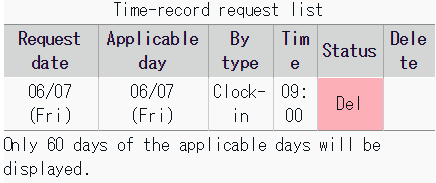 Time-record request list
Request Applicable By Tim Status Dele
date day type e te
06/07 06/07 Clock- 09: Del
(Fri) (Fri) in 00
Only 60 days of the applicable days will be
displayed.